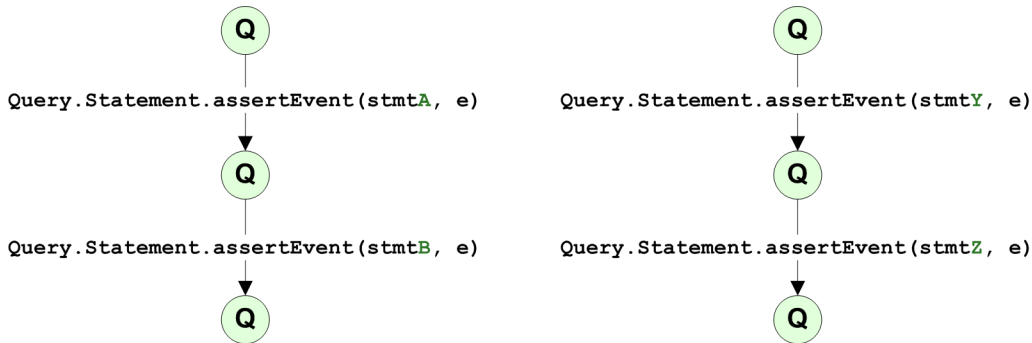 Q
Query.Statement.assertEvent(stmtA, e)
Q
Query.Statement.assertEvent(stmtB, e)
Q
Q
Query.Statement.assertEvent(stmtY, e)
Q
Query.Statement.assertEvent(stmtZ, e)
Q